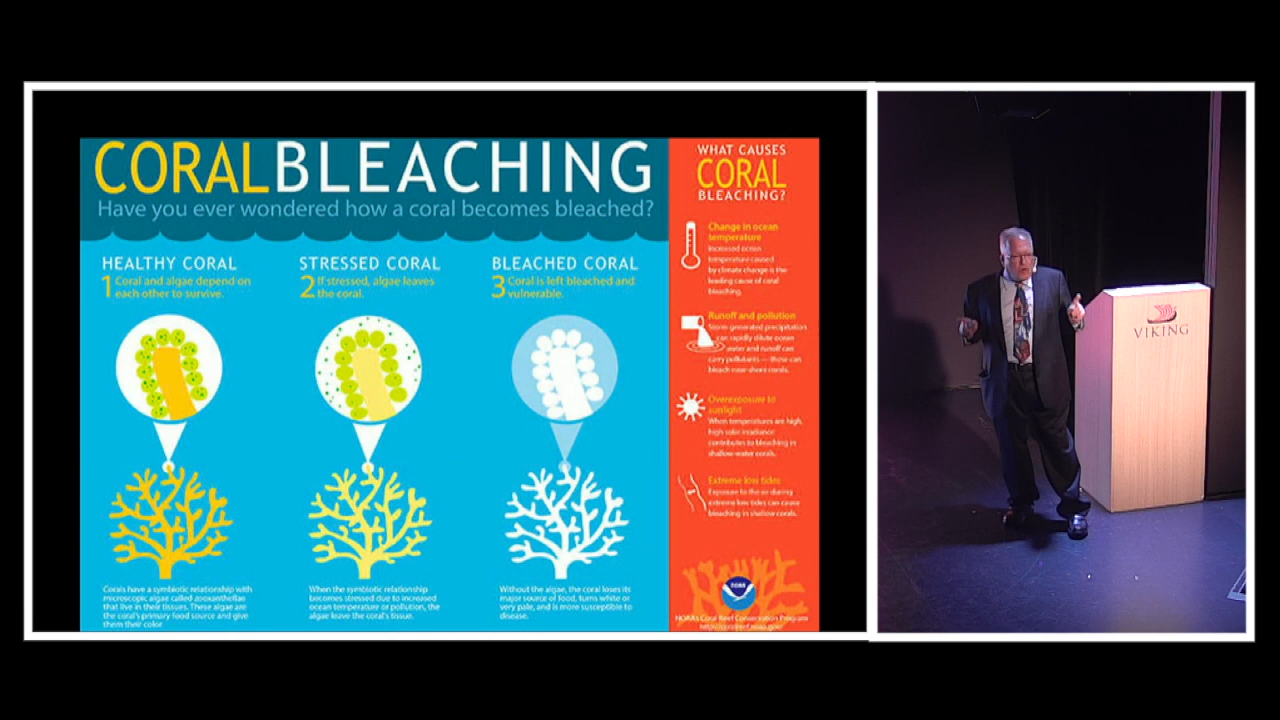 CORALBLEACHING
Have you ever wondered how a coral becomes bleached?
HEALTHY CORAL
1 Coral and algae depend on
each other to survive.
Corals have a symbiotic relationship with
microscopic algae called zooxanthellae
that live in their tissues. These algae are
the coral's primary food source and give
them their color
STRESSED CORAL
2 If stressed, algae leaves
the coral.
When the symbiotic relationship
becomes stressed due to increased
ocean temperature or pollution, the
algae leave the coral's tissue.
BLEACHED CORAL
3 Coral is left bleached and
vulnerable.
Without the algae, the coral loses its
major source of food, turns white or
very pale, and is more susceptible to
disease.
WHAT CAUSES
CORAL
BLEACHING?
Change in ocean
temperature
Increased ocean
temperature caused
by climate change is the
leading cause of coral
bleaching.
Runoff and pollution
Storm generated precipitation
can rapidly dilute ocean
water and runoff can
carry pollutants — these can
bleach near-shore corals.
Overexposure to
sunlight
When temperatures are high,
high solar irradiance
contributes to bleaching in
shallow-water corals.
Extreme low tides
Exposure to the air during
extreme low tides can cause
bleaching in shallow corals.
NOAA's Coral Reef Conservation Program
VIKING